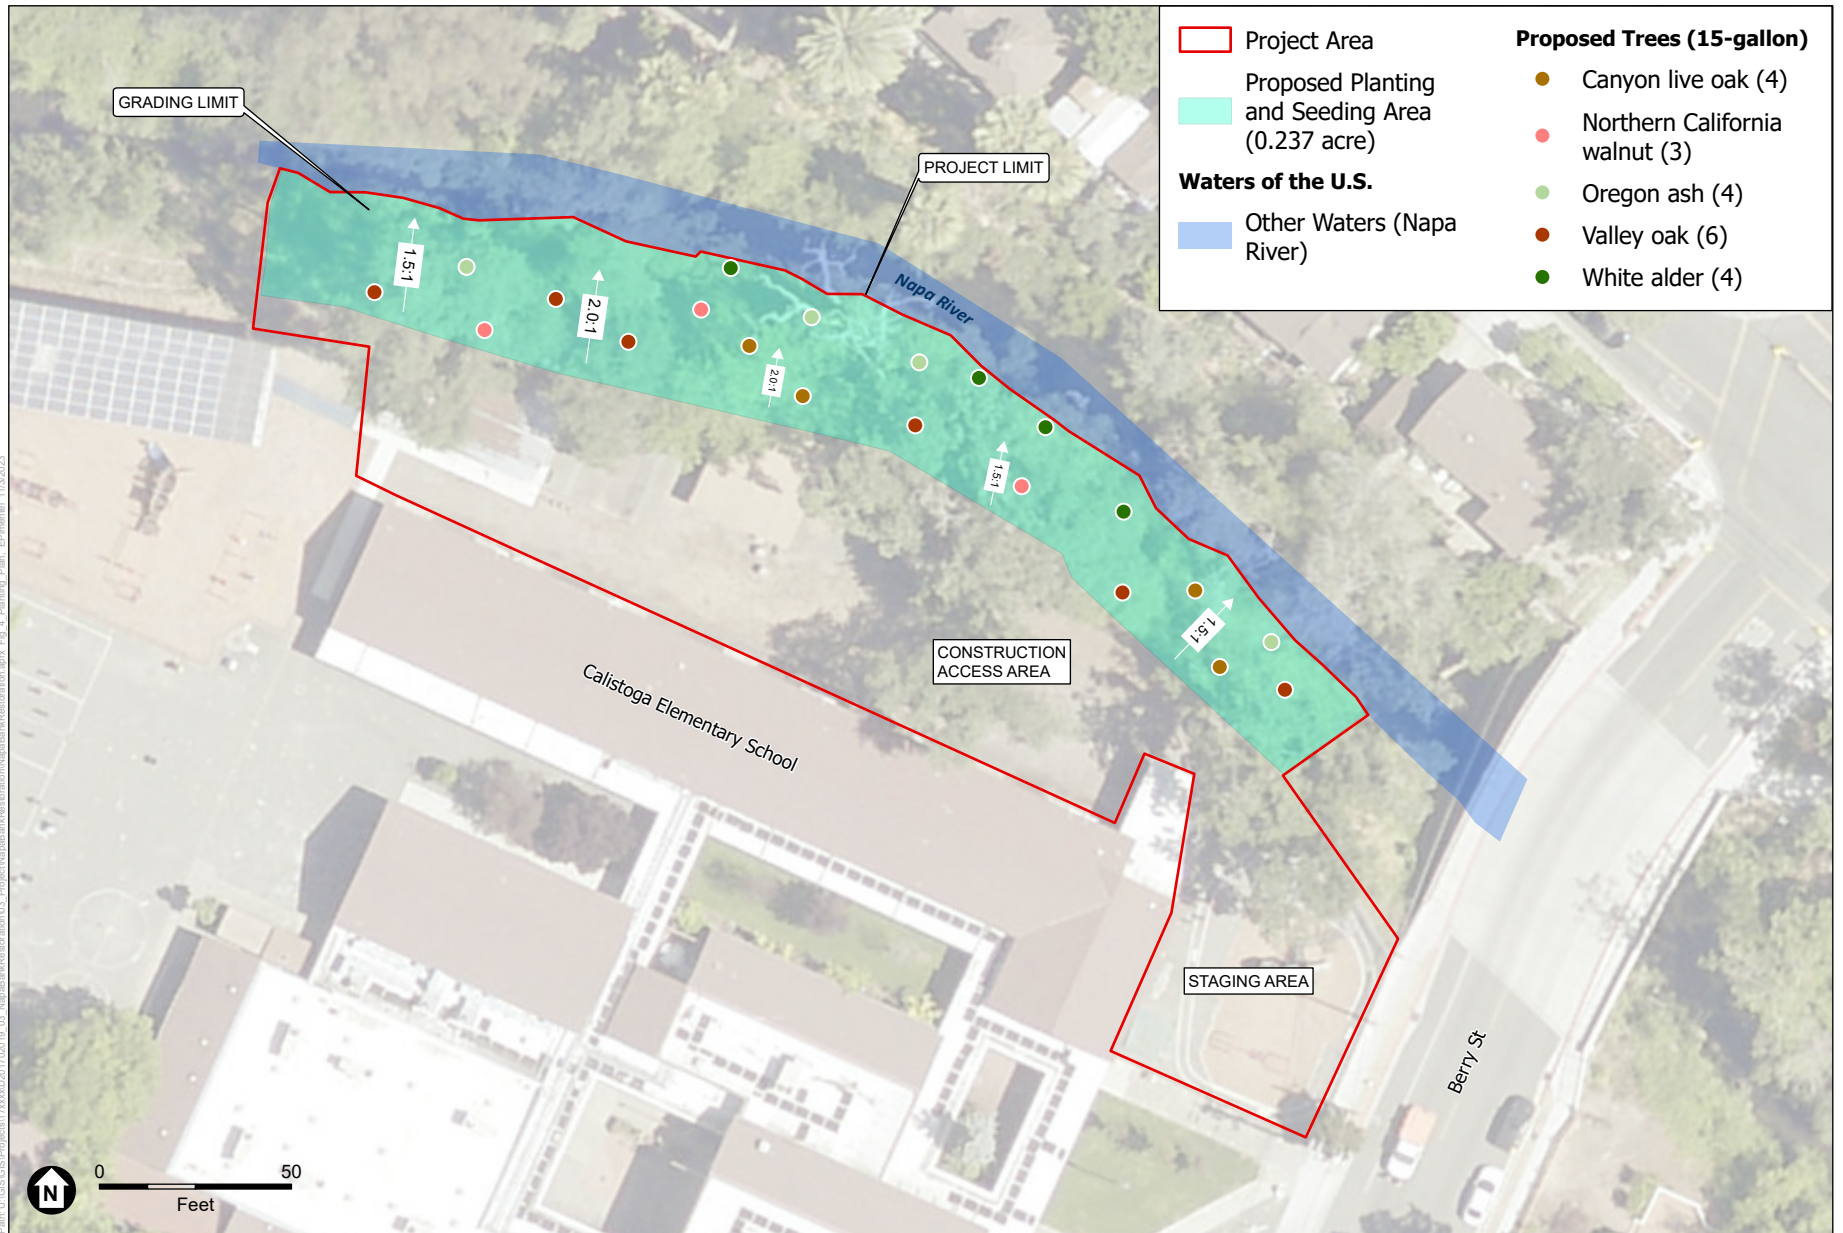 GRADING LIMIT
PROJECT LIMIT
Project Area
Proposed Planting
and Seeding Area
(0.237 acre)
Waters of the U.S.
Other Waters (Napa
River)
Proposed Trees (15-gallon)
Canyon live oak (4)
Northern California
walnut (3)
Oregon ash (4)
Valley oak (6)
White alder (4)
Napa River
1.5:1
2.0:1
2.0:1
1.5:1
1.5:1
CONSTRUCTION
ACCESS AREA
Calistoga Elementary School
STAGING AREA
Berry St
N
0 50
Feet